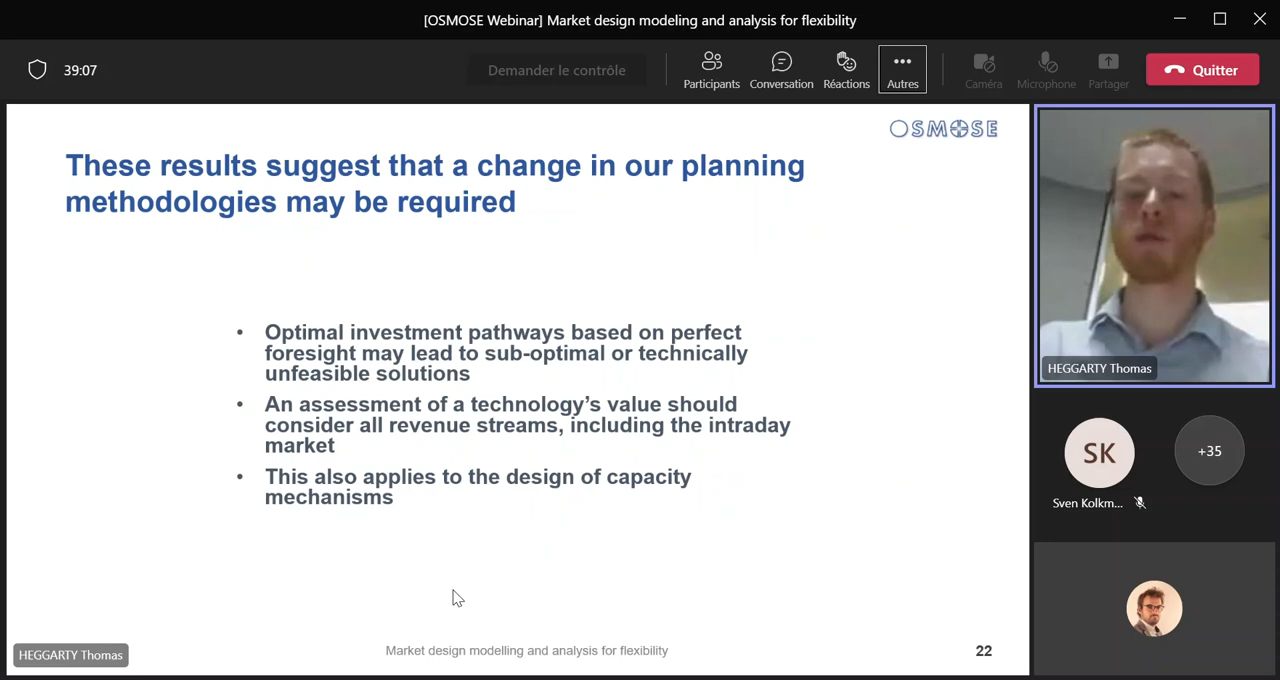 [OSMOSE Webinar] Market design modeling and analysis for flexibility
39:07
Demander le contrôle
Participants
Conversation
Réactions
Autres
Caméra
Microphone
Partager
Quitter
OSMOSE
These results suggest that a change in our planning
methodologies may be required
• Optimal investment pathways based on perfect
foresight may lead to sub-optimal or technically
unfeasible solutions
• An assessment of a technology’s value should
consider all revenue streams, including the intraday
market
• This also applies to the design of capacity
mechanisms
HEGGARTY Thomas
Market design modelling and analysis for flexibility
22
HEGGARTY Thomas
SK
+35
Sven Kolkm...